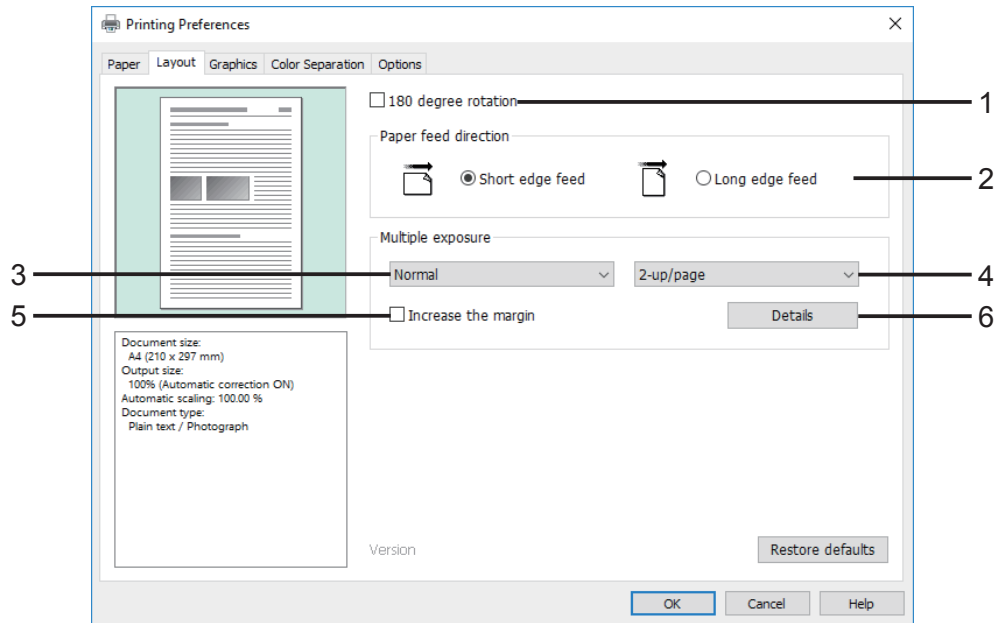 Printing Preferences
Paper Layout Graphics Color Separation Options
180 degree rotation 1
Paper feed direction
Short edge feed Long edge feed 2
Multiple exposure
3 Normal 2-up/page 4
5 Increase the margin Details 6
Document size:
A4 (210 x 297 mm)
Output size:
100% (Automatic correction ON)
Automatic scaling: 100.00 %
Document type:
Plain text / Photograph
Version Restore defaults
OK Cancel Help